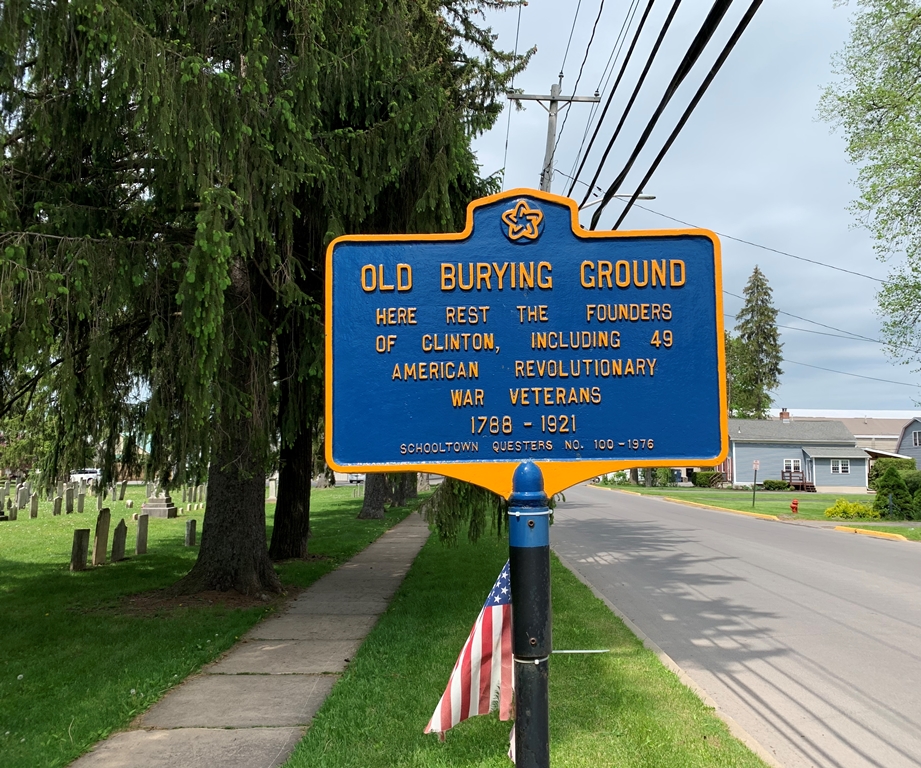 OLD BURYING GROUND
HERE REST THE FOUNDERS
OF CLINTON, INCLUDING 49
AMERICAN REVOLUTIONARY
WAR VETERANS
1788 - 1921
SCHOOLTOWN QUESTERS NO. 100 - 1976